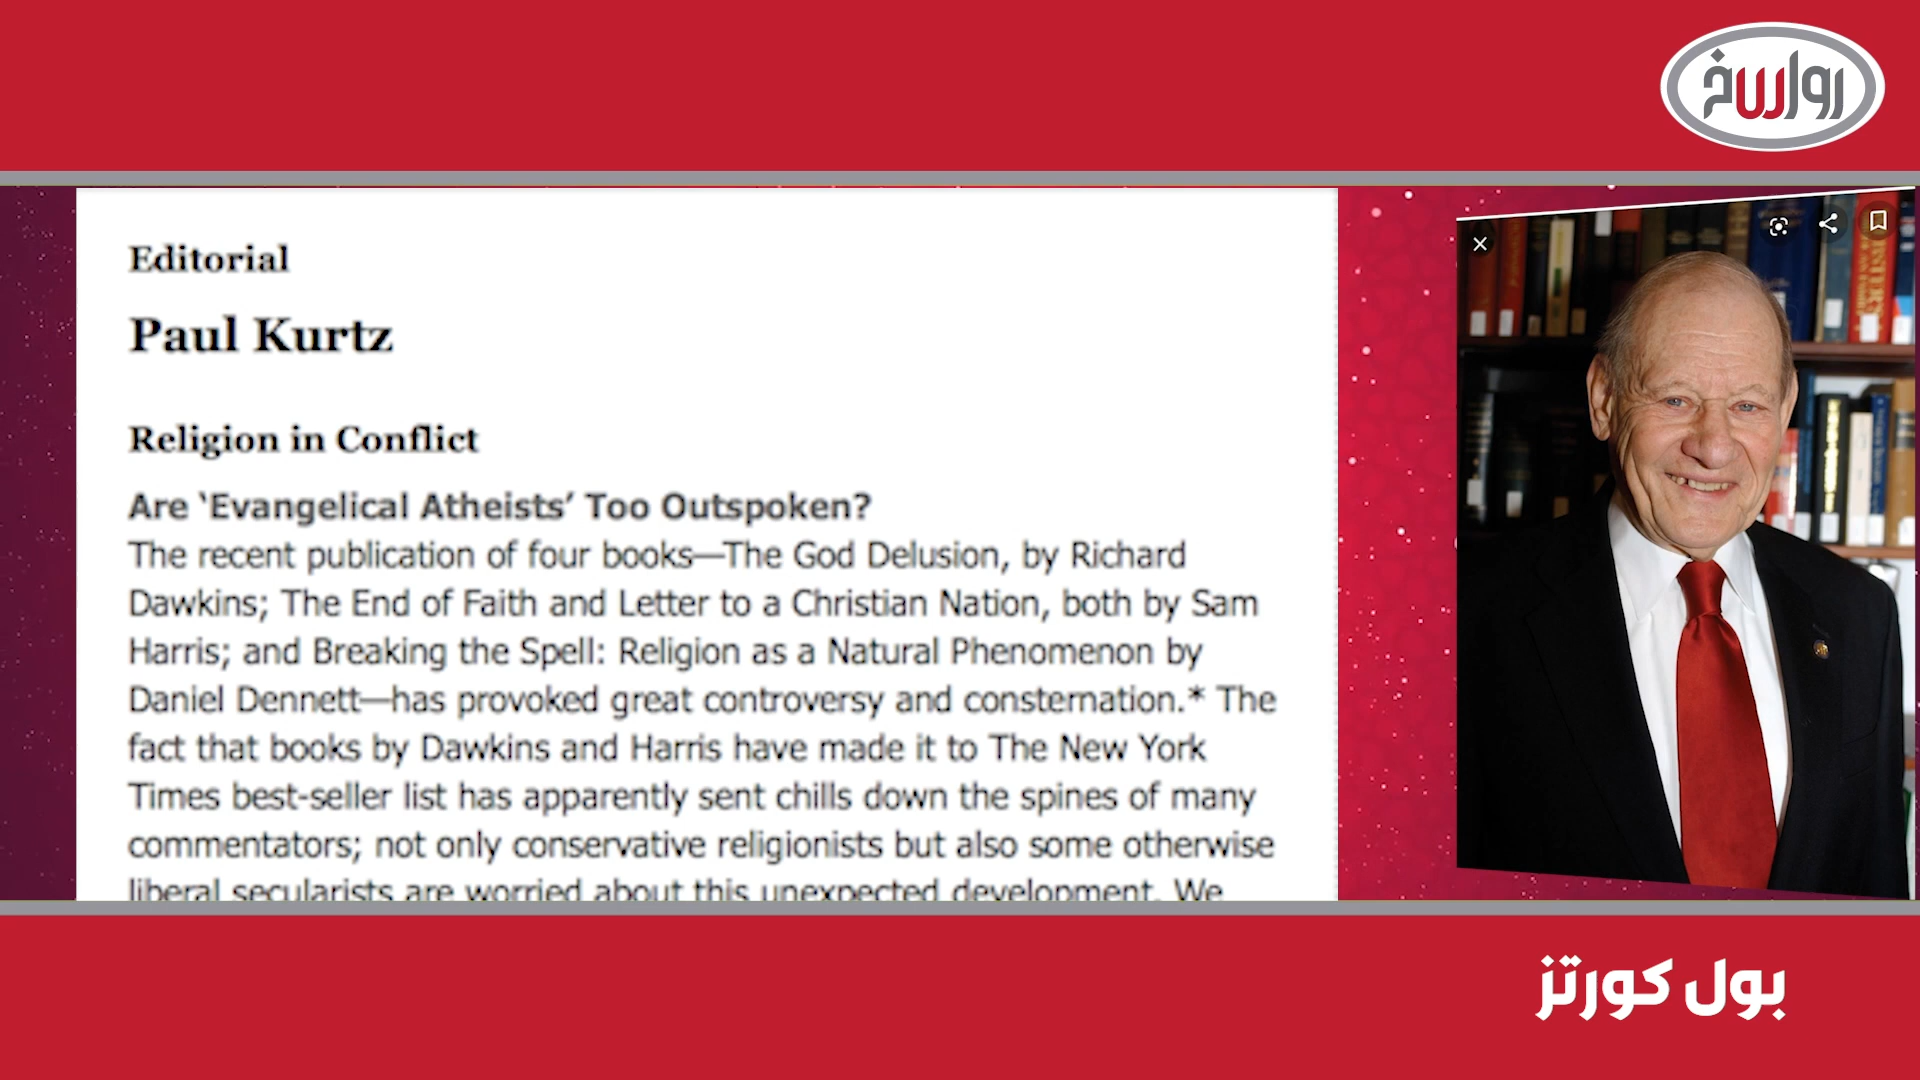 رواسخ
Editorial
Paul Kurtz
Religion in Conflict
Are ‘Evangelical Atheists’ Too Outspoken?
The recent publication of four books—The God Delusion, by Richard
Dawkins; The End of Faith and Letter to a Christian Nation, both by Sam
Harris; and Breaking the Spell: Religion as a Natural Phenomenon by
Daniel Dennett—has provoked great controversy and consternation.* The
fact that books by Dawkins and Harris have made it to The New York
Times best-seller list has apparently sent chills down the spines of many
commentators; not only conservative religionists but also some otherwise
liberal secularists are worried about this unexpected development. We
بول كورتز